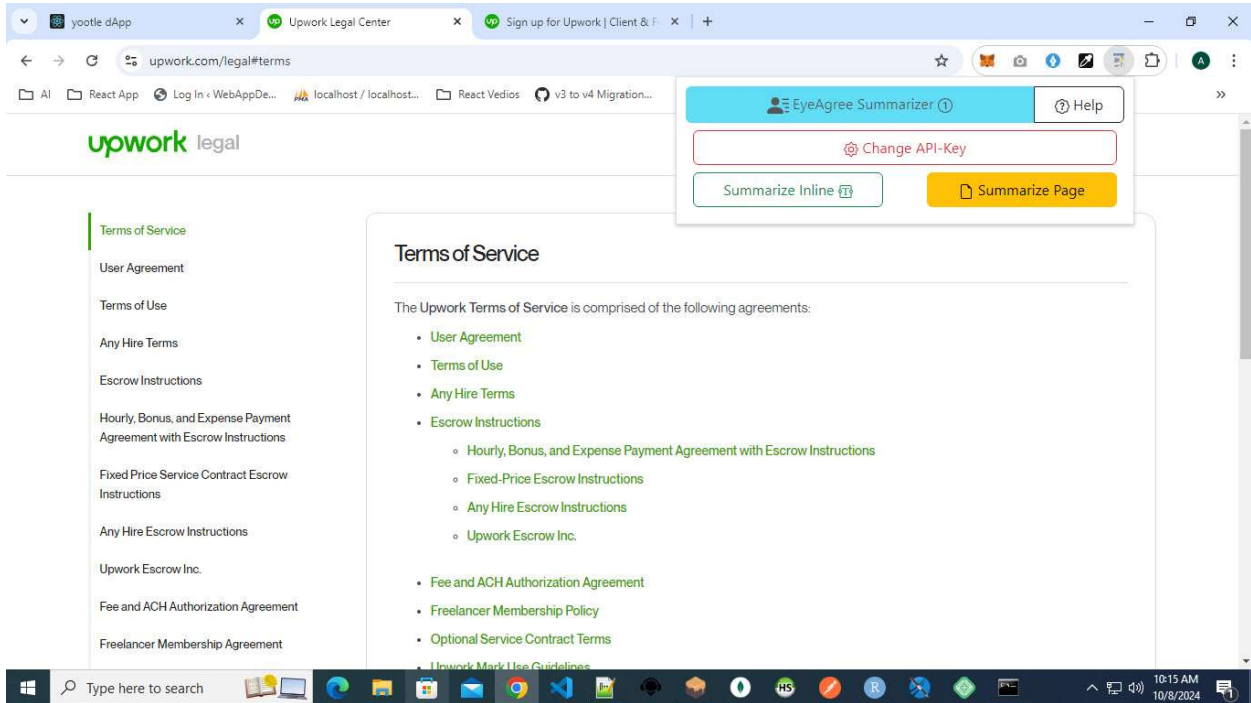 yootle dApp
Upwork Legal Center
Sign up for Upwork | Client & F
upwork.com/legal#terms
A
AI
React App
Log In ‹ WebAppDe...
localhost / localhost...
React Vedios
v3 to v4 Migration...
»
EyeAgree Summarizer 1
Help
Change API-Key
Summarize Inline
Summarize Page
upwork legal
Terms of Service
User Agreement
Terms of Use
Any Hire Terms
Escrow Instructions
Hourly, Bonus, and Expense Payment
Agreement with Escrow Instructions
Fixed Price Service Contract Escrow
Instructions
Any Hire Escrow Instructions
Upwork Escrow Inc.
Fee and ACH Authorization Agreement
Freelancer Membership Agreement
Terms of Service
The Upwork Terms of Service is comprised of the following agreements:
• User Agreement
• Terms of Use
• Any Hire Terms
• Escrow Instructions
◦ Hourly, Bonus, and Expense Payment Agreement with Escrow Instructions
◦ Fixed-Price Escrow Instructions
◦ Any Hire Escrow Instructions
◦ Upwork Escrow Inc.
• Fee and ACH Authorization Agreement
• Freelancer Membership Policy
• Optional Service Contract Terms
• Upwork Mark Use Guidelines
Type here to search
HS
R
10:15 AM
10/8/2024
1